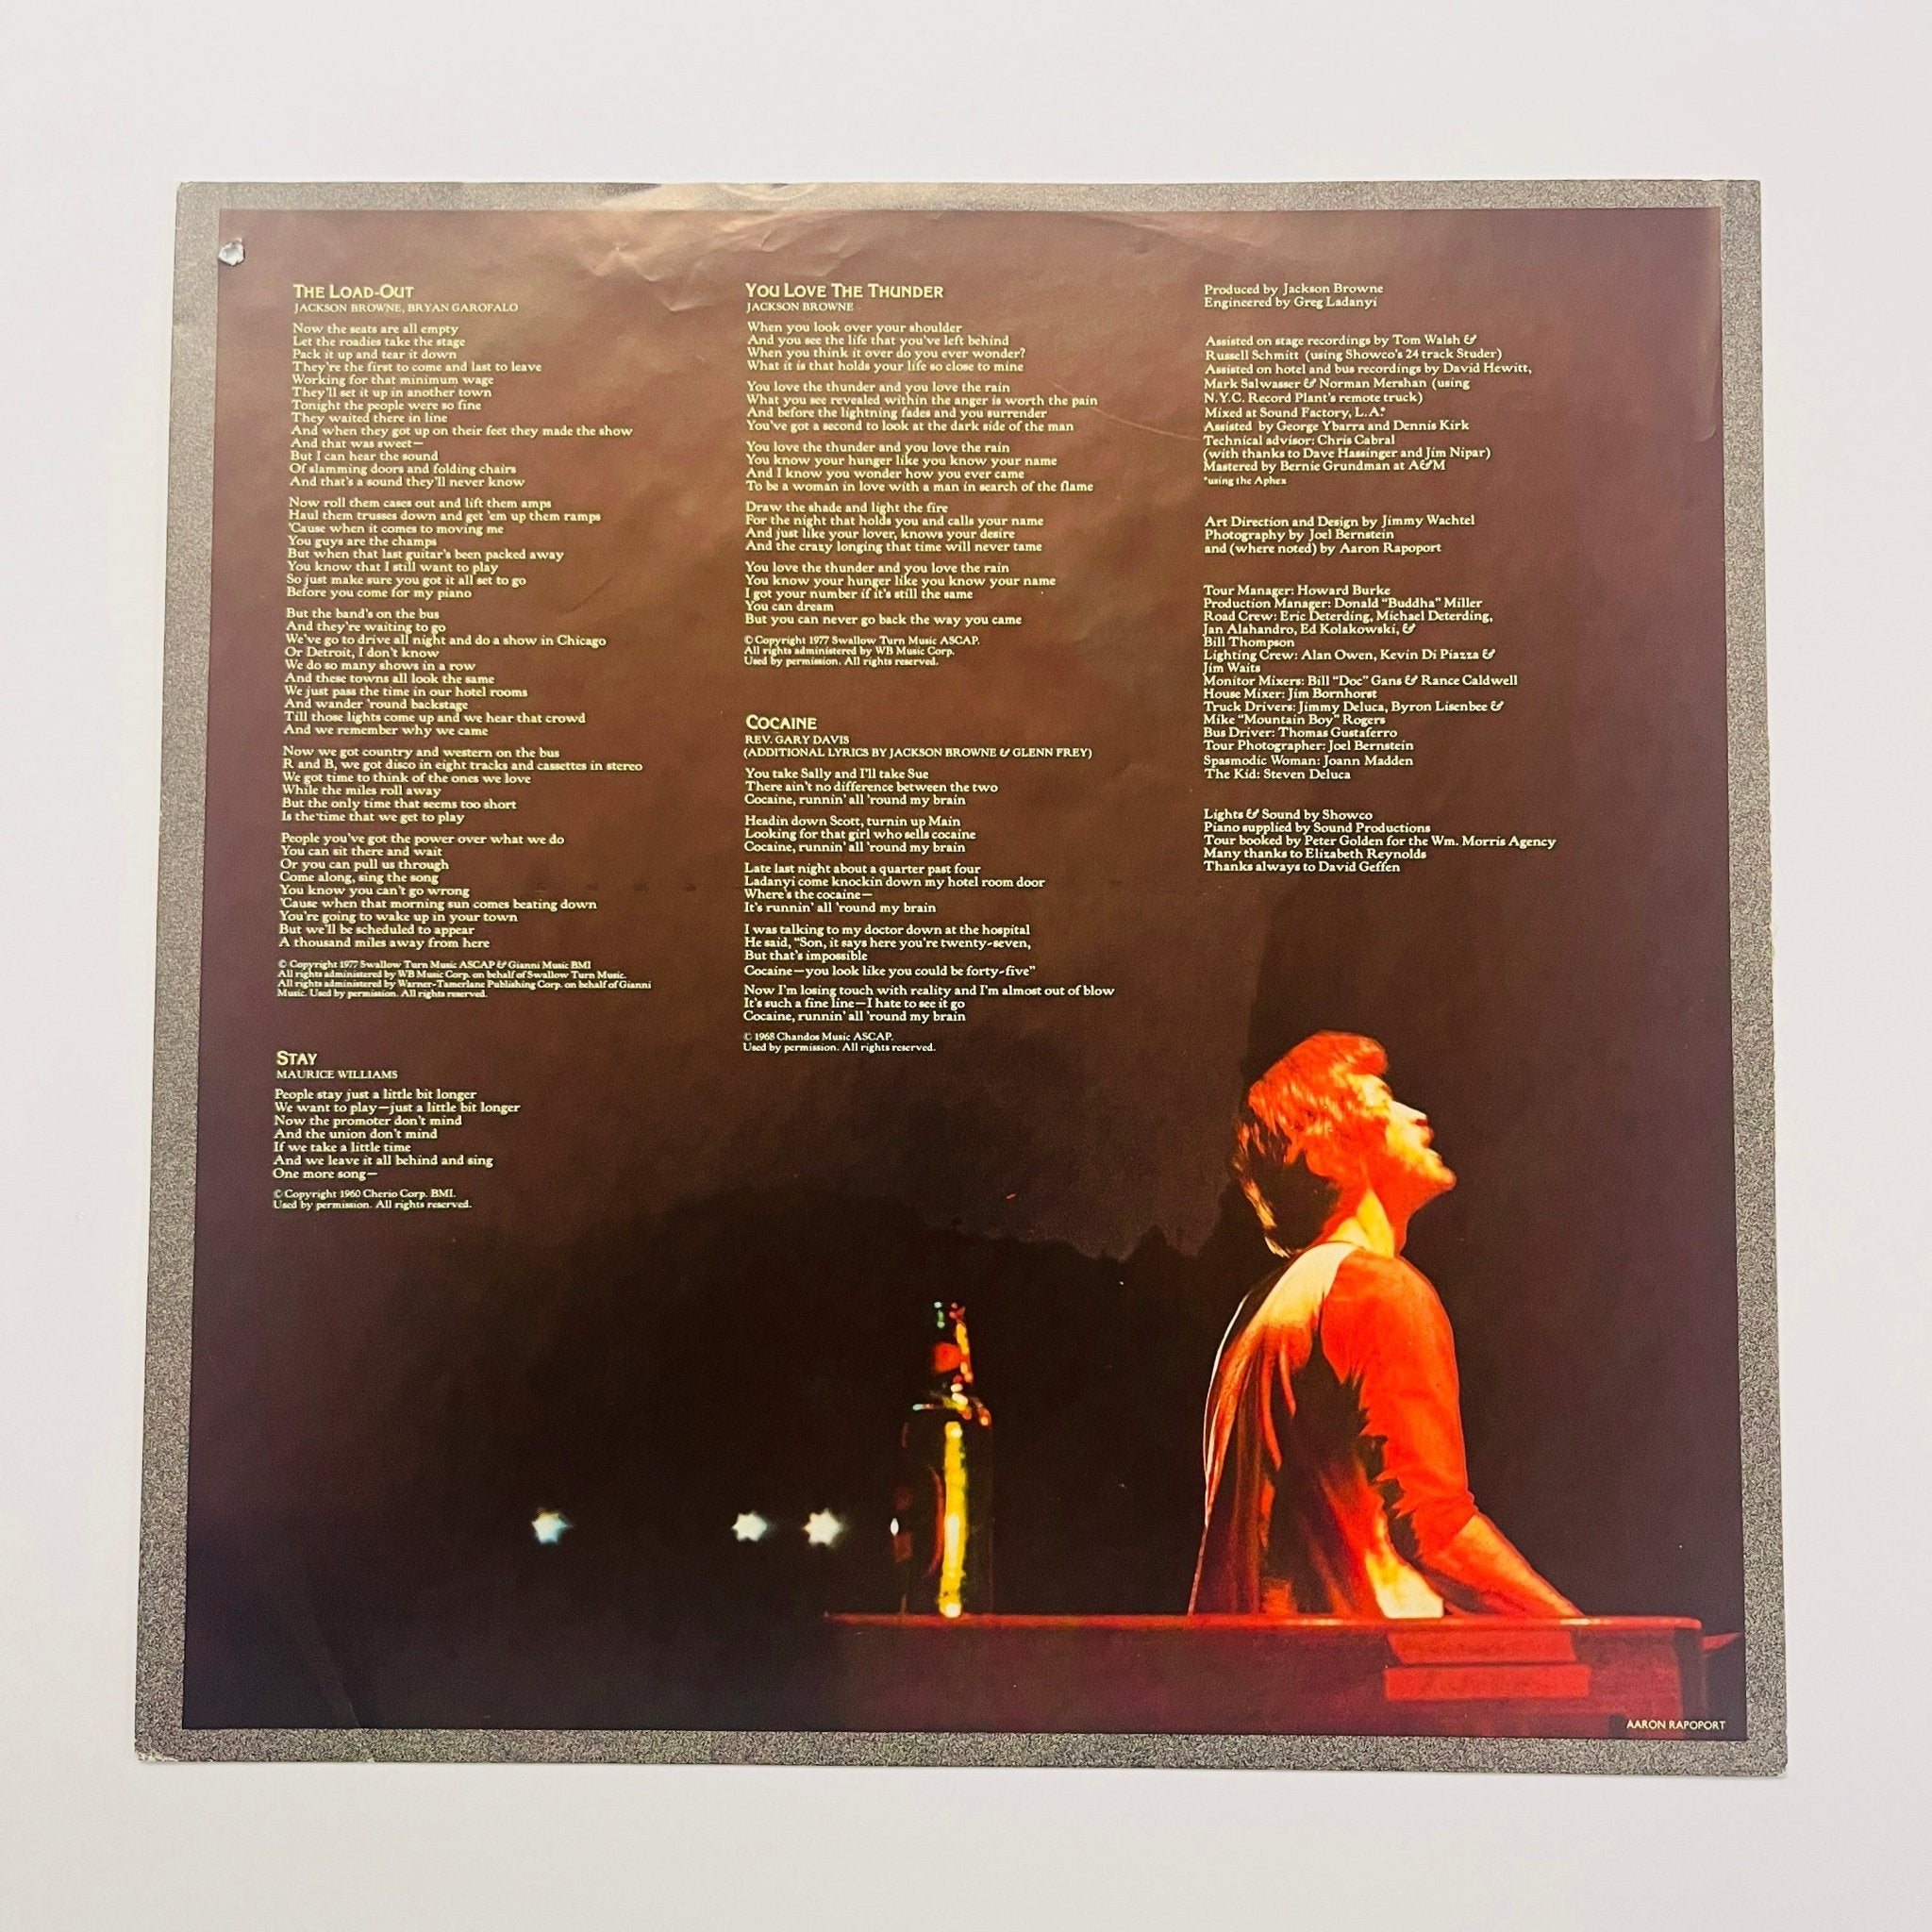 THE LOAD-OUT
JACKSON BROWNE, BRYAN GAROFALO
Now the seats are all empty
Let the roadies take the stage
Pack it up and tear it down
They're the first to come and last to leave
Working for that minimum wage
They'll set it up in another town
Tonight the people were so fine
They waited there in line
And when they got up on their feet they made the show
And that was sweet—
But I can hear the sound
Of slamming doors and folding chairs
And that's a sound they'll never know
Now roll them cases out and lift them amps
Haul them trusses down and get 'em up them ramps
'Cause when it comes to moving me
You guys are the champs
But when that last guitar's been packed away
You know that I still want to play
So just make sure you got it all set to go
Before you come for my piano
But the band's on the bus
And they're waiting to go
We've go to drive all night and do a show in Chicago
Or Detroit, I don't know
We do so many shows in a row
And these towns all look the same
We just pass the time in our hotel rooms
And wander 'round backstage
Till those lights come up and we hear that crowd
And we remember why we came
Now we got country and western on the bus
R and B, we got disco in eight tracks and cassettes in stereo
We got time to think of the ones we love
While the miles roll away
But the only time that seems too short
Is the time that we get to play
People you've got the power over what we do
You can sit there and wait
Or you can pull us through
Come along, sing the song
You know you can't go wrong
'Cause when that morning sun comes beating down
You're going to wake up in your town
But we'll be scheduled to appear
A thousand miles away from here
© Copyright 1977 Swallow Turn Music ASCAP & Gianni Music BMI
All rights administered by WB Music Corp. on behalf of Swallow Turn Music.
All rights administered by Warner-Tamerlane Publishing Corp. on behalf of Gianni
Music. Used by permission. All rights reserved.
STAY
MAURICE WILLIAMS
People stay just a little bit longer
We want to play—just a little bit longer
Now the promoter don't mind
And the union don't mind
If we take a little time
And we leave it all behind and sing
One more song—
© Copyright 1960 Cherio Corp. BMI.
Used by permission. All rights reserved.
YOU LOVE THE THUNDER
JACKSON BROWNE
When you look over your shoulder
And you see the life that you've left behind
When you think it over do you ever wonder?
What it is that holds your life so close to mine
You love the thunder and you love the rain
What you see revealed within the anger is worth the pain
And before the lightning fades and you surrender
You've got a second to look at the dark side of the man
You love the thunder and you love the rain
You know your hunger like you know your name
And I know you wonder how you ever came
To be a woman in love with a man in search of the flame
Draw the shade and light the fire
For the night that holds you and calls your name
And just like your lover, knows your desire
And the crazy longing that time will never tame
You love the thunder and you love the rain
You know your hunger like you know your name
I got your number if it's still the same
You can dream
But you can never go back the way you came
© Copyright 1977 Swallow Turn Music ASCAP.
All rights administered by WB Music Corp.
Used by permission. All rights reserved.
COCAINE
REV. GARY DAVIS
(ADDITIONAL LYRICS BY JACKSON BROWNE & GLENN FREY)
You take Sally and I'll take Sue
There ain't no difference between the two
Cocaine, runnin' all 'round my brain
Headin down Scott, turnin up Main
Looking for that girl who sells cocaine
Cocaine, runnin' all 'round my brain
Late last night about a quarter past four
Ladanyi come knockin down my hotel room door
Where's the cocaine—
It's runnin' all 'round my brain
I was talking to my doctor down at the hospital
He said, "Son, it says here you're twenty-seven,
But that's impossible
Cocaine—you look like you could be forty-five"
Now I'm losing touch with reality and I'm almost out of blow
It's such a fine line—I hate to see it go
Cocaine, runnin' all 'round my brain
© 1968 Chandos Music ASCAP.
Used by permission. All rights reserved.
Produced by Jackson Browne
Engineered by Greg Ladanyi
Assisted on stage recordings by Tom Walsh &
Russell Schmitt (using Showco's 24 track Studer)
Assisted on hotel and bus recordings by David Hewitt,
Mark Salwasser & Norman Mershan (using
N.Y.C. Record Plant's remote truck)
Mixed at Sound Factory, L.A.*
Assisted by George Ybarra and Dennis Kirk
Technical advisor: Chris Cabral
(with thanks to Dave Hassinger and Jim Nipar)
Mastered by Bernie Grundman at A&M
*using the Aphex
Art Direction and Design by Jimmy Wachtel
Photography by Joel Bernstein
and (where noted) by Aaron Rapoport
Tour Manager: Howard Burke
Production Manager: Donald "Buddha" Miller
Road Crew: Eric Deterding, Michael Deterding,
Jan Alahandro, Ed Kolakowski, &
Bill Thompson
Lighting Crew: Alan Owen, Kevin Di Piazza &
Jim Waits
Monitor Mixers: Bill "Doc" Gans & Rance Caldwell
House Mixer: Jim Bornhorst
Truck Drivers: Jimmy Deluca, Byron Lisenbee &
Mike "Mountain Boy" Rogers
Bus Driver: Thomas Gustaferro
Tour Photographer: Joel Bernstein
Spasmodic Woman: Joann Madden
The Kid: Steven Deluca
Lights & Sound by Showco
Piano supplied by Sound Productions
Tour booked by Peter Golden for the Wm. Morris Agency
Many thanks to Elizabeth Reynolds
Thanks always to David Geffen
AARON RAPOPORT